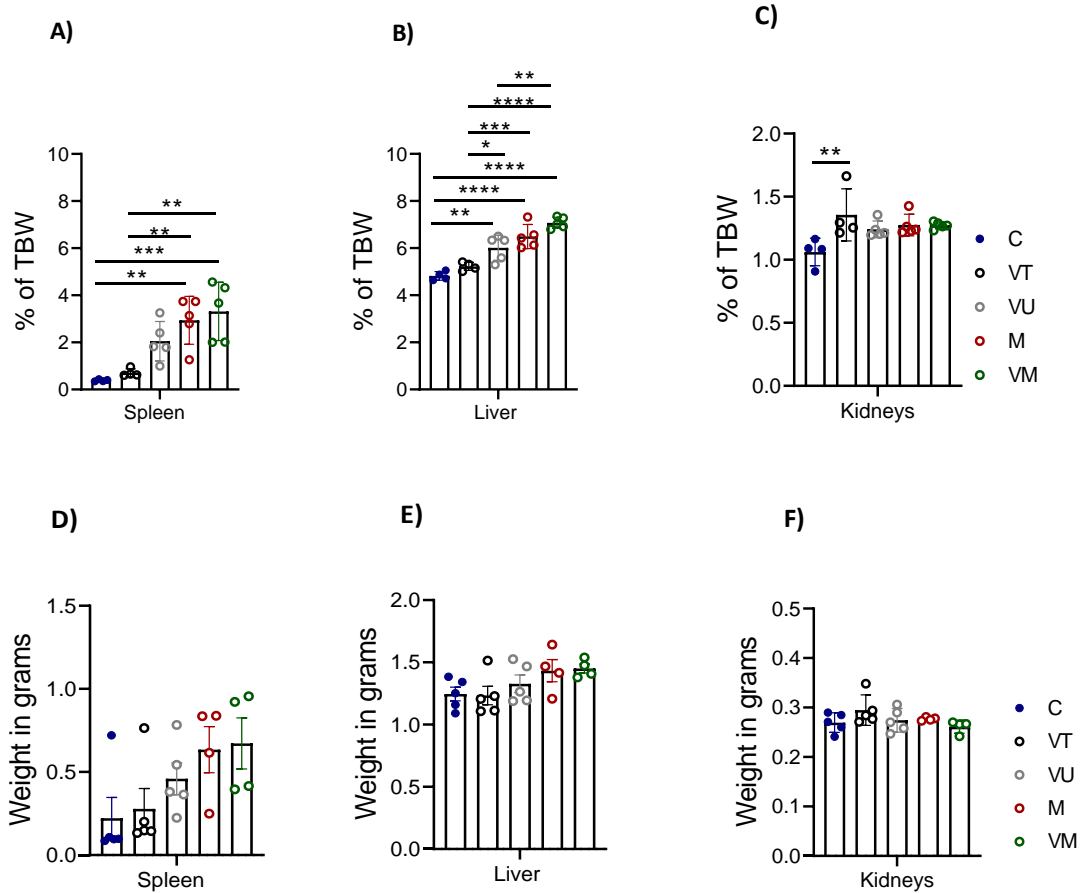 A)
B)
C)
% of TBW
10
8
6
4
2
0
**
**
***
**
Spleen
% of TBW
10
8
6
4
2
0
**
****
***
*
****
****
**
Liver
% of TBW
2.0
1.5
1.0
0.5
0.0
**
Kidneys
C
VT
VU
M
VM
D)
E)
F)
Weight in grams
1.5
1.0
0.5
0.0
Spleen
Weight in grams
2.0
1.5
1.0
0.5
0.0
Liver
Weight in grams
0.5
0.4
0.3
0.2
0.1
0.0
Kidneys
C
VT
VU
M
VM